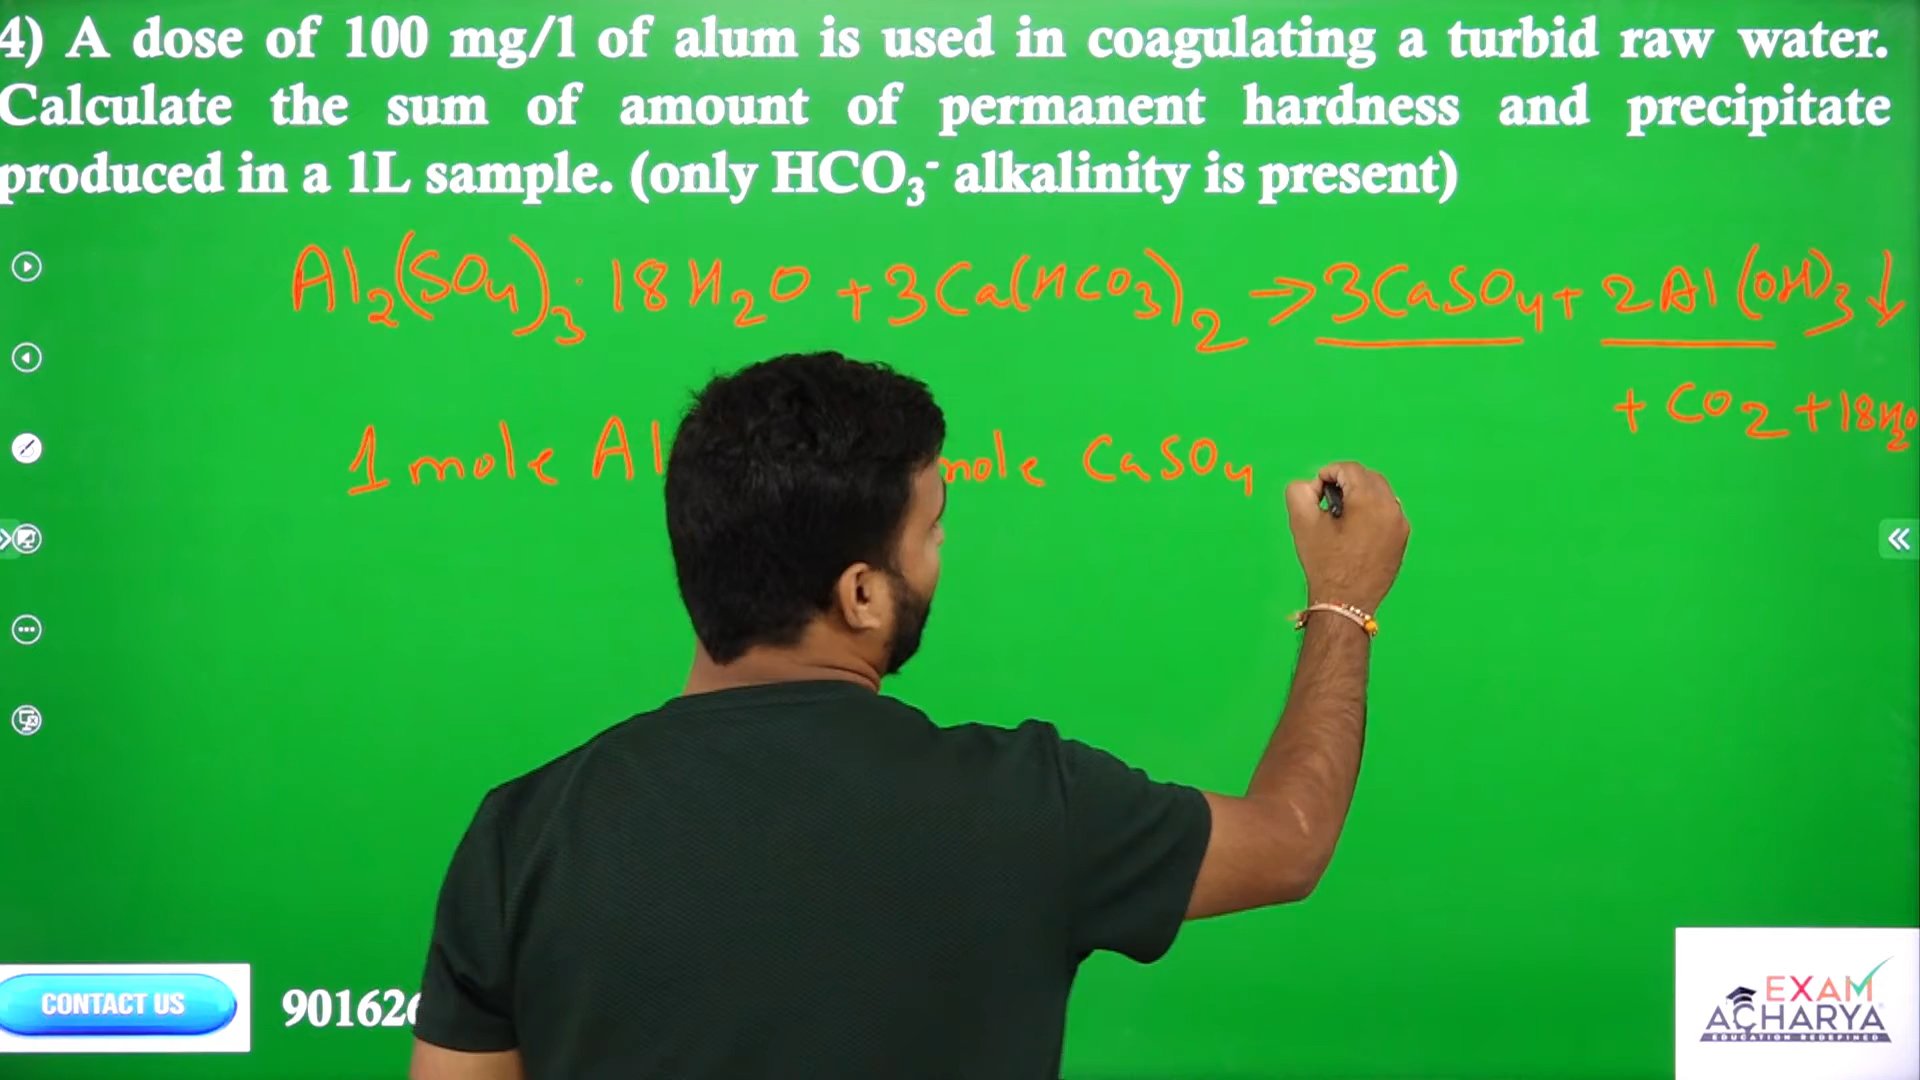 4) A dose of 100 mg/l of alum is used in coagulating a turbid raw water.
Calculate the sum of amount of permanent hardness and precipitate
produced in a 1L sample. (only HCO₃⁻ alkalinity is present)
Al₂(SO₄)₃·18H₂O + 3Ca(HCO₃)₂ → 3CaSO₄ + 2Al(OH)₃↓
+ CO₂ + 18H₂O
1 mole Al mole CaSO₄
CONTACT US
90162
EXAM
ACHARYA
EDUCATION REDEFINED